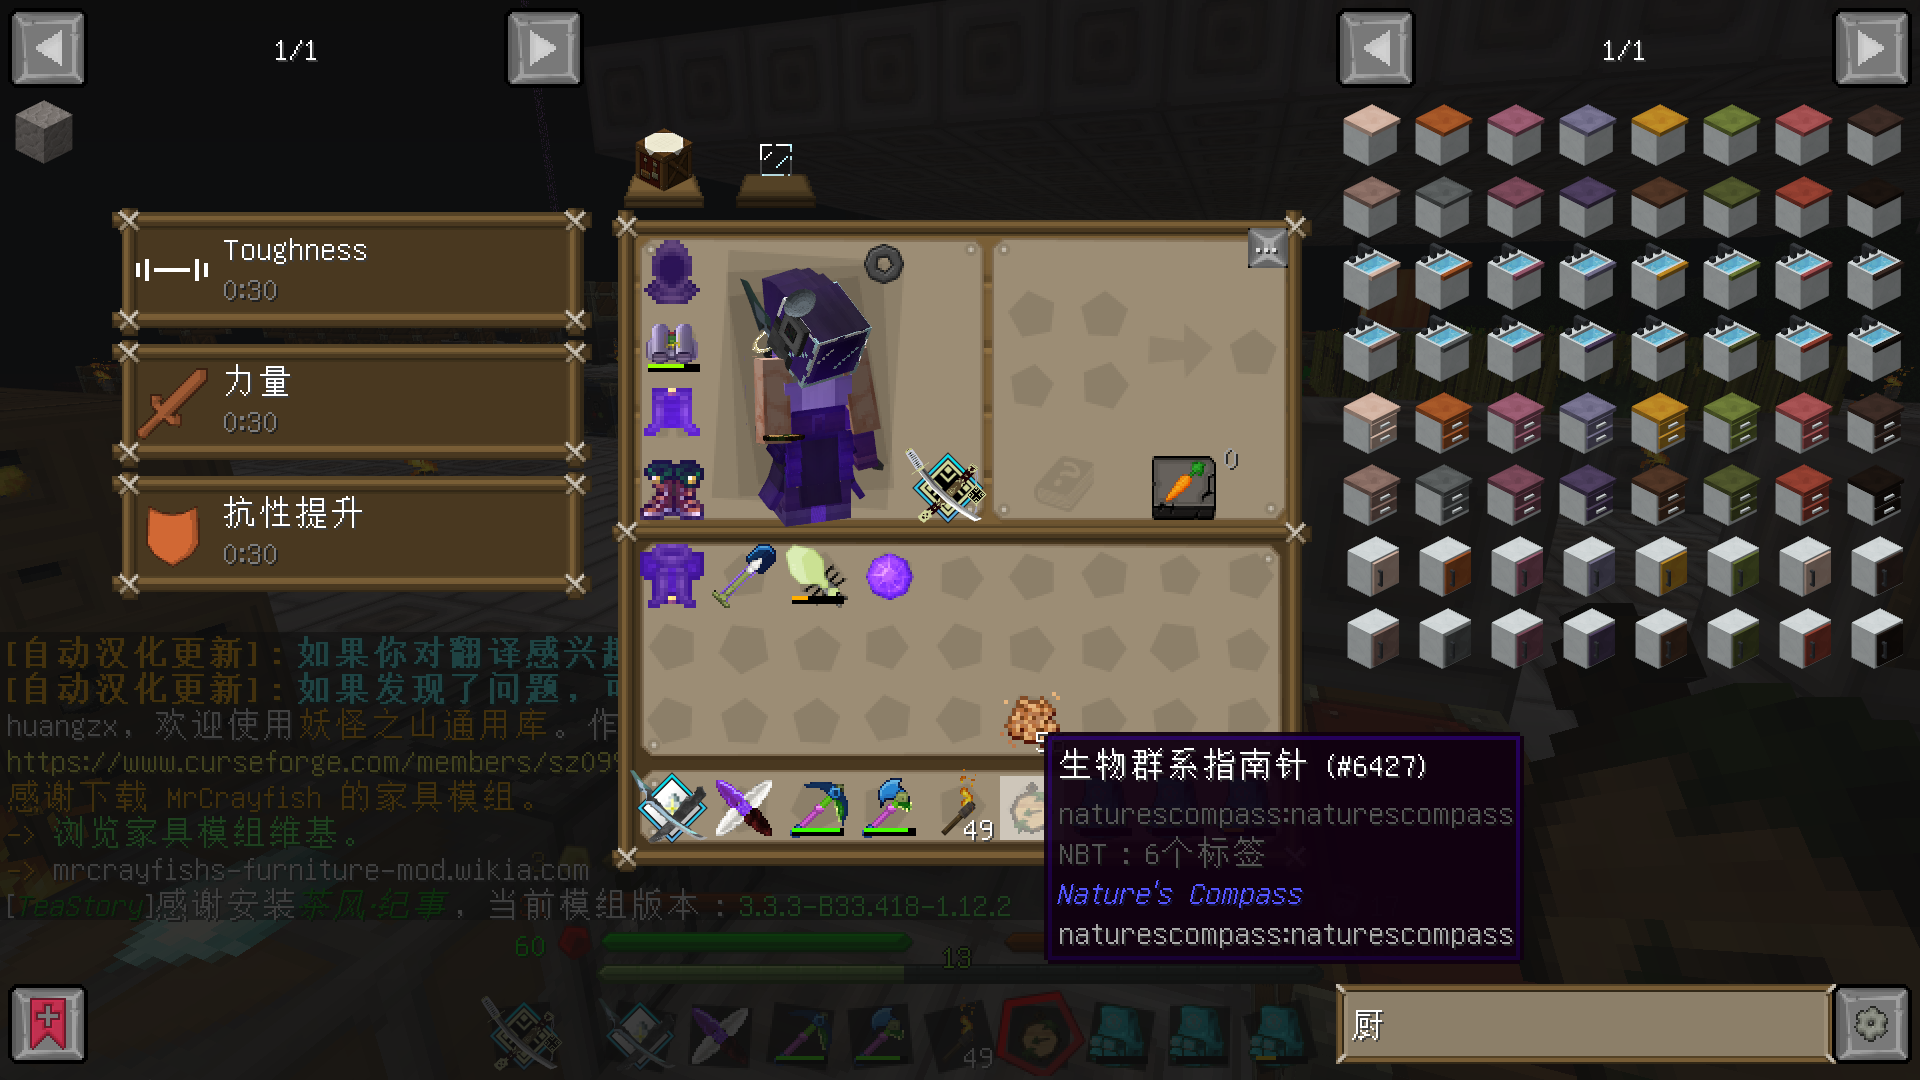 1/1
1/1
Toughness
0:30
力量
0:30
抗性提升
0:30
0
[自动汉化更新]：如果你对翻译感兴
[自动汉化更新]：如果发现了问题，
huangzx，欢迎使用妖怪之山通用库。作
https://www.curseforge.com/members/sz099
感谢下载 MrCrayfish 的家具模组。
-> 浏览家具模组维基。
-> mrcrayfishs-furniture-mod.wikia.com
[TeaStory]感谢安装茶风·纪事，当前模组版本：3.3.3-B33.418-1.12.2
49
生物群系指南针 (#6427)
naturescompass:naturescompass
NBT：6个标签
Nature's Compass
naturescompass:naturescompass
60
13
49
厨